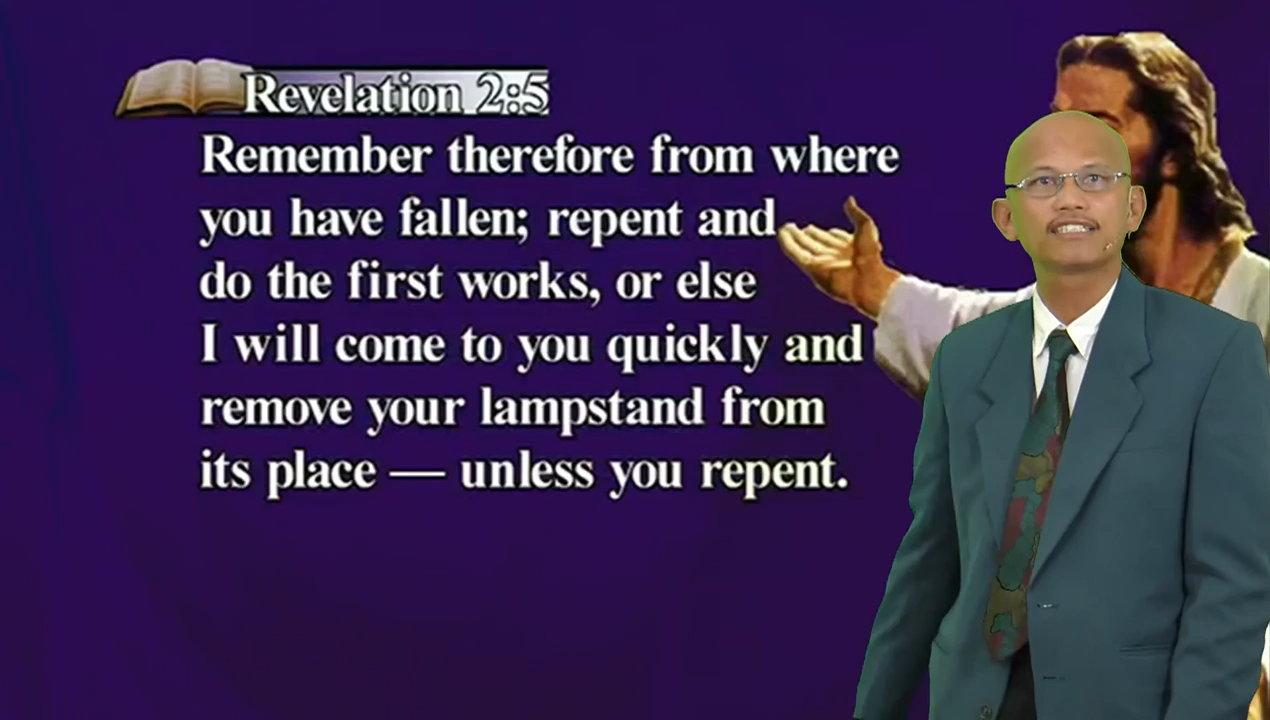 Revelation 2:5
Remember therefore from where
you have fallen; repent and
do the first works, or else
I will come to you quickly and
remove your lampstand from
its place — unless you repent.